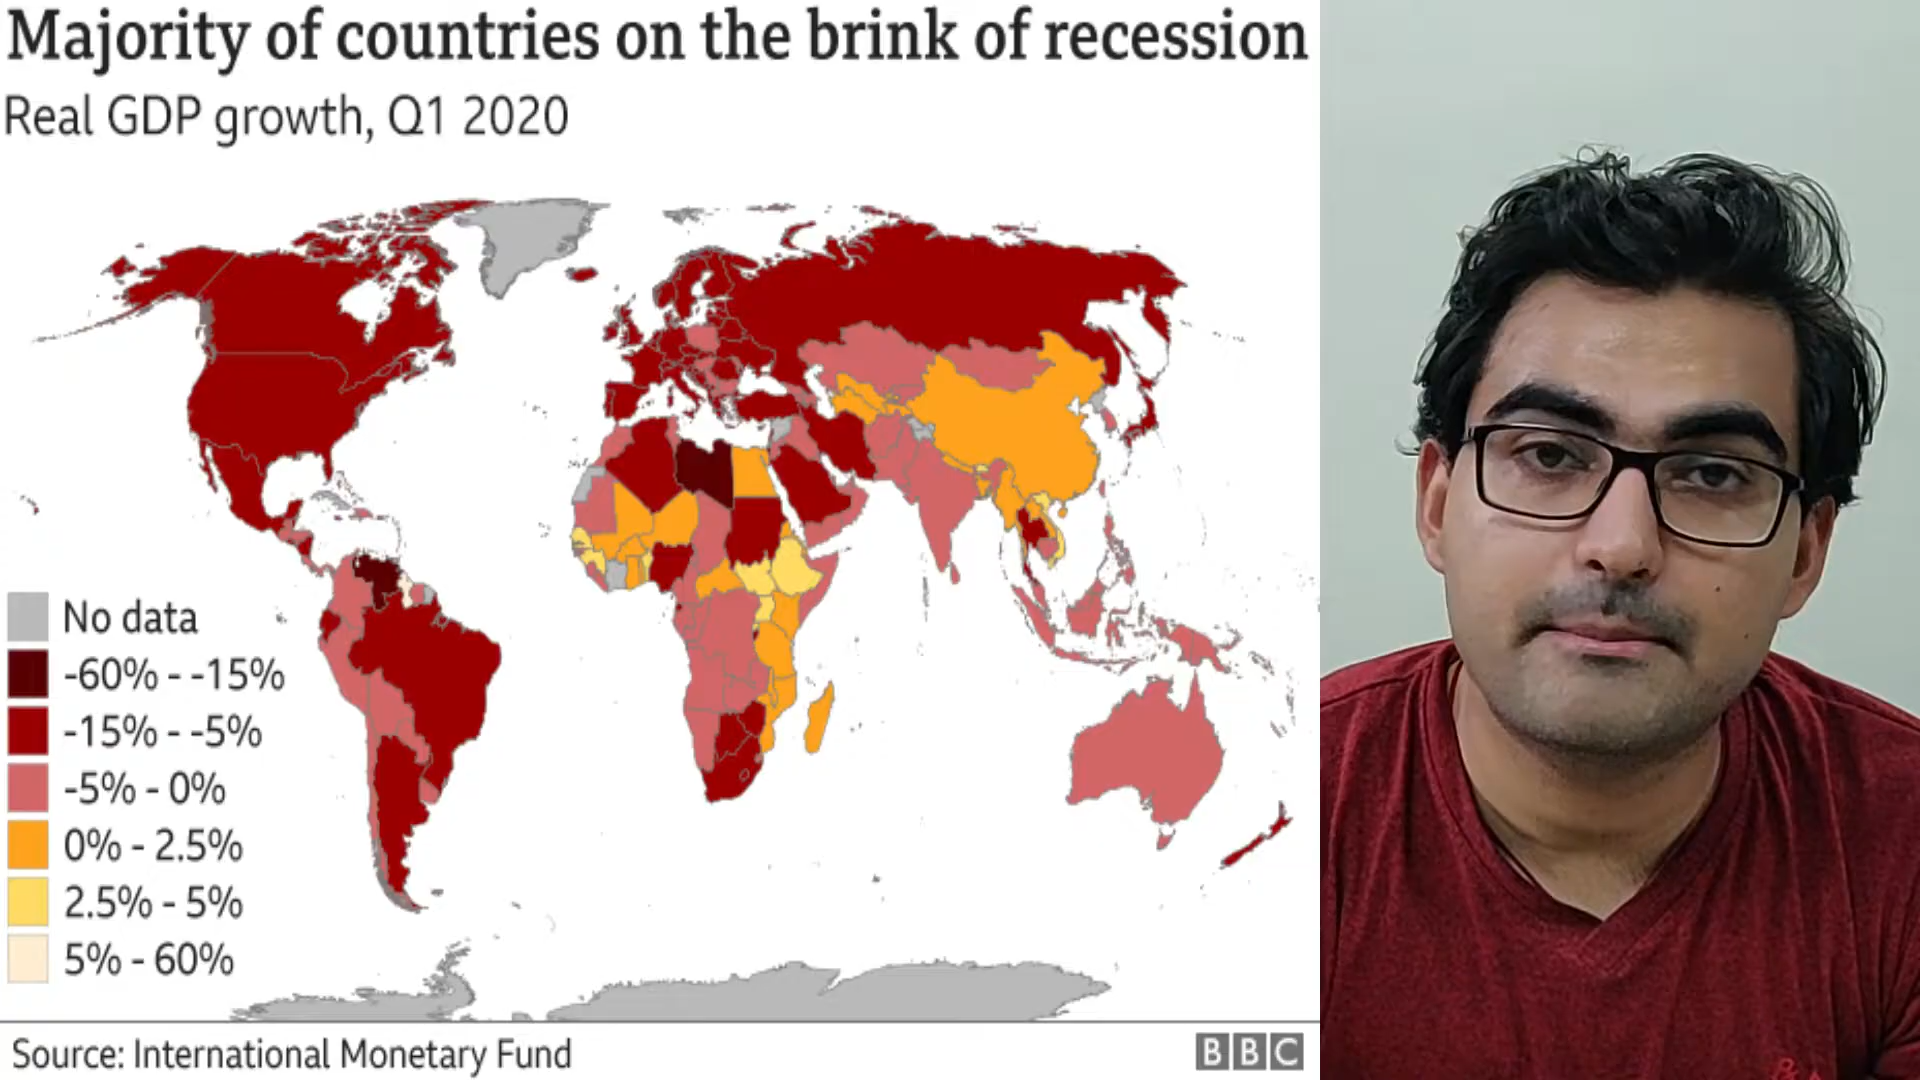 Majority of countries on the brink of recession
Real GDP growth, Q1 2020
No data
-60% - -15%
-15% - -5%
-5% - 0%
0% - 2.5%
2.5% - 5%
5% - 60%
Source: International Monetary Fund
BBC